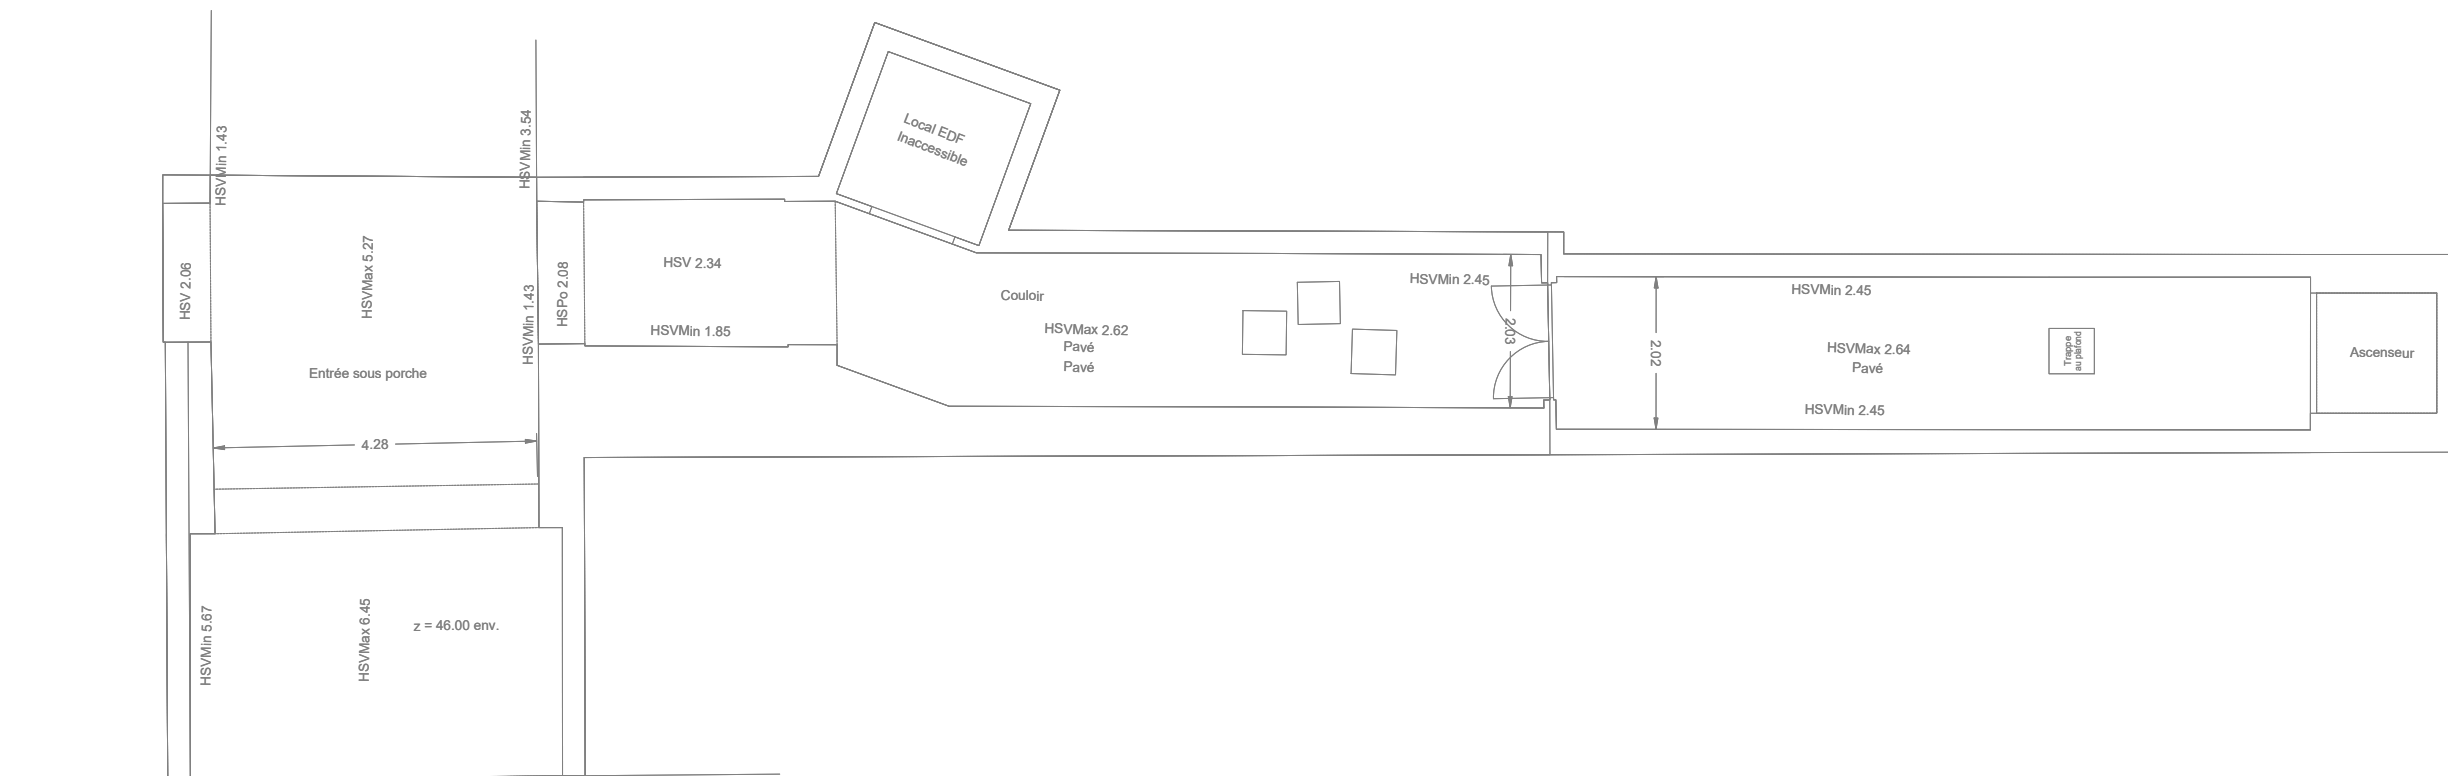 HSVMin 1.43
HSVMin 3.54
Local EDF
Inaccessible
HSV 2.06
HSVMax 5.27
HSVMin 1.43
HSPo 2.08
HSV 2.34
HSVMin 1.85
Entrée sous porche
4.28
Couloir
HSVMax 2.62
Pavé
Pavé
HSVMin 2.45
2.03
2.02
HSVMin 2.45
HSVMax 2.64
Pavé
HSVMin 2.45
Trappe
au plafond
Ascenseur
HSVMin 5.67
HSVMax 6.45
z = 46.00 env.